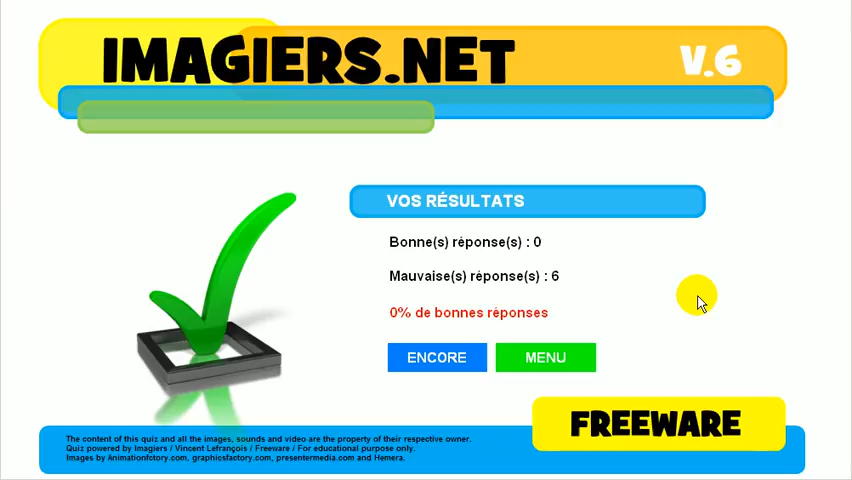 IMAGIERS.NET
V.6
VOS RÉSULTATS
Bonne(s) réponse(s) : 0
Mauvaise(s) réponse(s) : 6
0% de bonnes réponses
ENCORE
MENU
FREEWARE
The content of this quiz and all the images, sounds and video are the property of their respective owner.
Quiz powered by Imagiers / Vincent Lefrançois / Freeware / For educational purpose only.
Images by Animationfctory.com, graphicsfactory.com, presentermedia.com and Hemera.